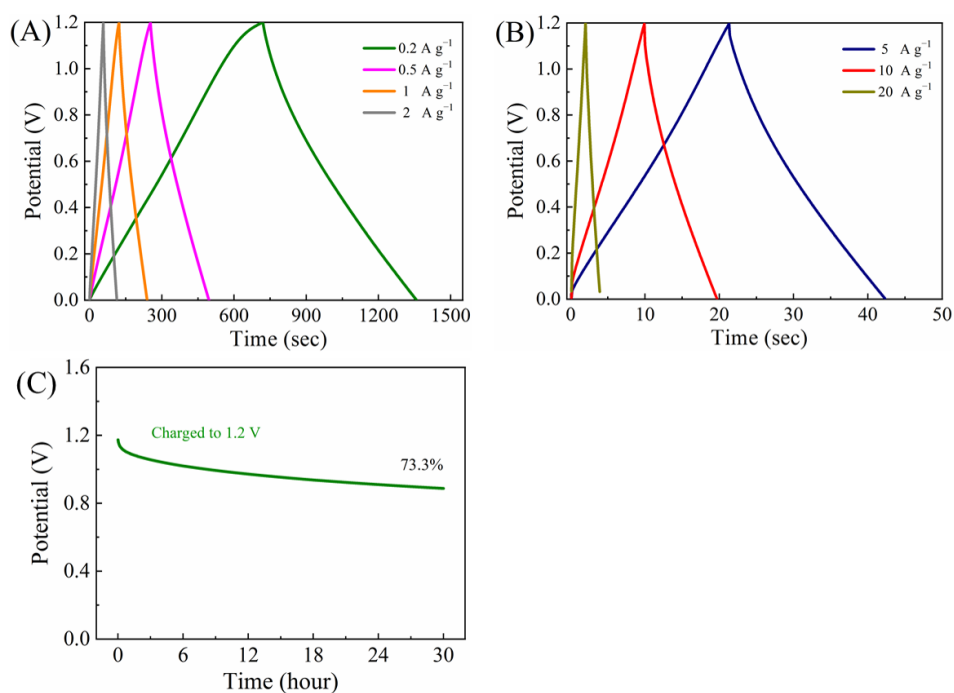 (A)
Potential (V)
1.2
1.0
0.8
0.6
0.4
0.2
0.0
0.2 A g⁻¹
0.5 A g⁻¹
1 A g⁻¹
2 A g⁻¹
0 300 600 900 1200 1500
Time (sec)
(B)
Potential (V)
1.2
1.0
0.8
0.6
0.4
0.2
0.0
5 A g⁻¹
10 A g⁻¹
20 A g⁻¹
0 10 20 30 40 50
Time (sec)
(C)
Potential (V)
1.6
1.2
0.8
0.4
0.0
Charged to 1.2 V
73.3%
0 6 12 18 24 30
Time (hour)